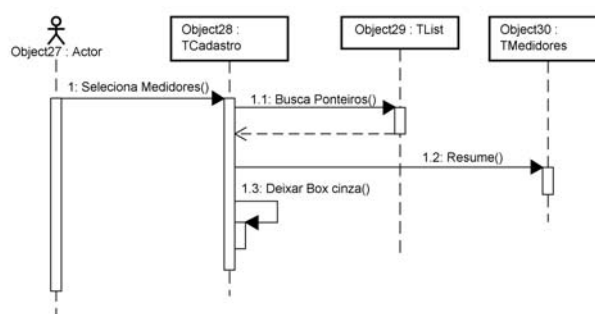 Object27 : Actor
Object28 :
TCadastro
Object29 : TList
Object30 :
TMedidores
1: Seleciona Medidores()
1.1: Busca Ponteiros()
1.2: Resume()
1.3: Deixar Box cinza()